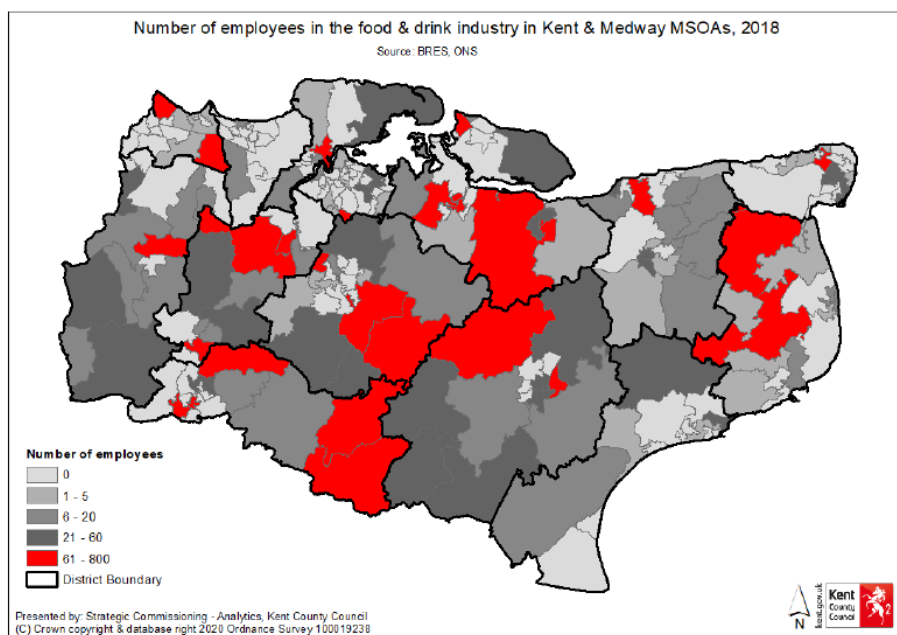 Number of employees in the food & drink industry in Kent & Medway MSOAs, 2018
Source: BRES, ONS
Number of employees
0
1 - 5
6 - 20
21 - 60
61 - 800
District Boundary
Presented by: Strategic Commissioning - Analytics, Kent County Council
(C) Crown copyright & database right 2020 Ordnance Survey 100019238
N
kent.gov.uk
Kent
County
Council